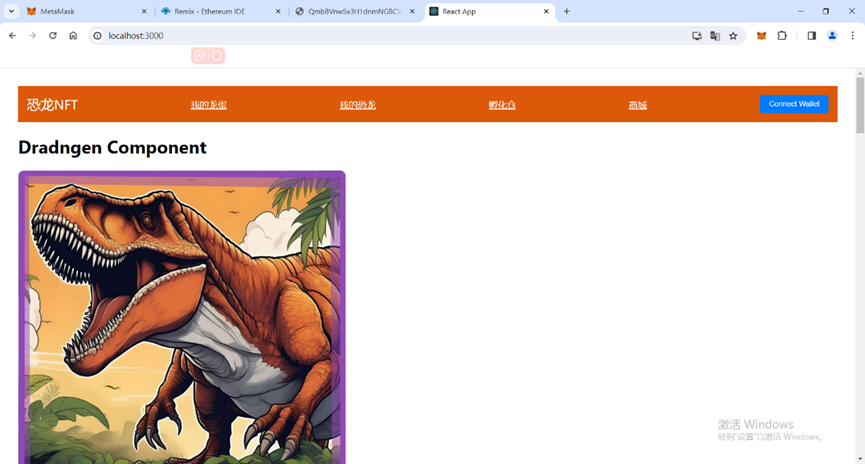 MetaMask
Remix - Ethereum IDE
QmbBVnwSx3H1dnmNGBCV
React App
localhost:3000
AI
恐龙NFT
我的龙蛋
我的恐龙
孵化仓
商城
Connect Wallet
Dradngen Component
激活 Windows
转到"设置"以激活 Windows。